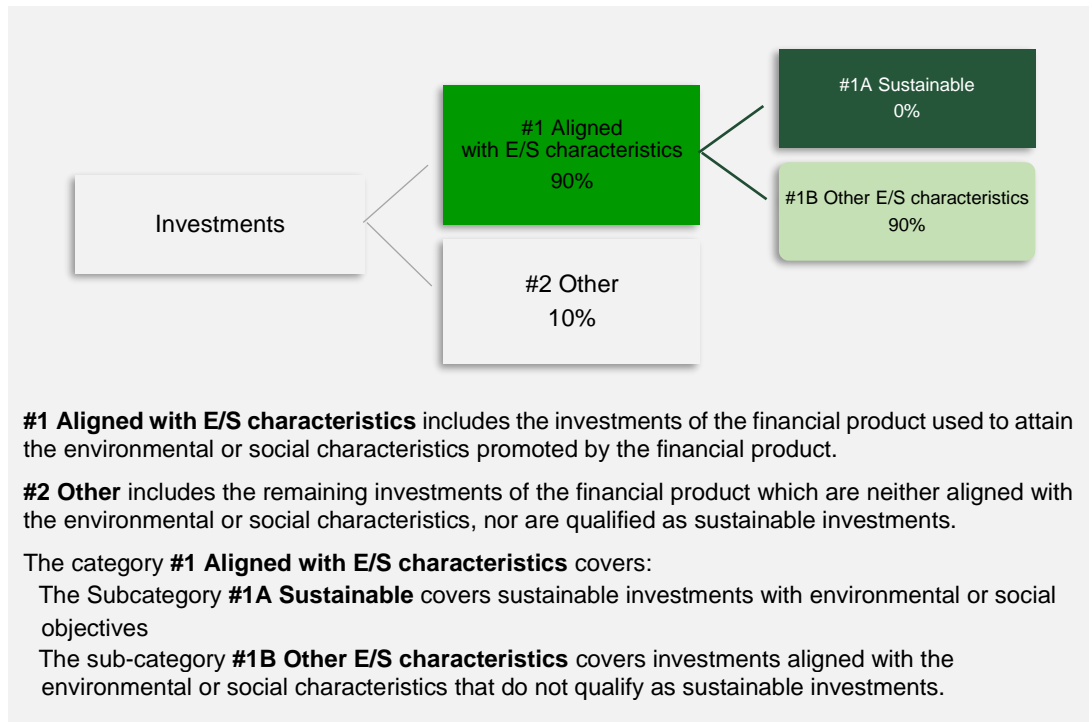 #1A Sustainable
0%
#1 Aligned
with E/S characteristics
90%
#1B Other E/S characteristics
90%
Investments
#2 Other
10%
#1 Aligned with E/S characteristics includes the investments of the financial product used to attain
the environmental or social characteristics promoted by the financial product.
#2 Other includes the remaining investments of the financial product which are neither aligned with
the environmental or social characteristics, nor are qualified as sustainable investments.
The category #1 Aligned with E/S characteristics covers:
The Subcategory #1A Sustainable covers sustainable investments with environmental or social
objectives
The sub-category #1B Other E/S characteristics covers investments aligned with the
environmental or social characteristics that do not qualify as sustainable investments.